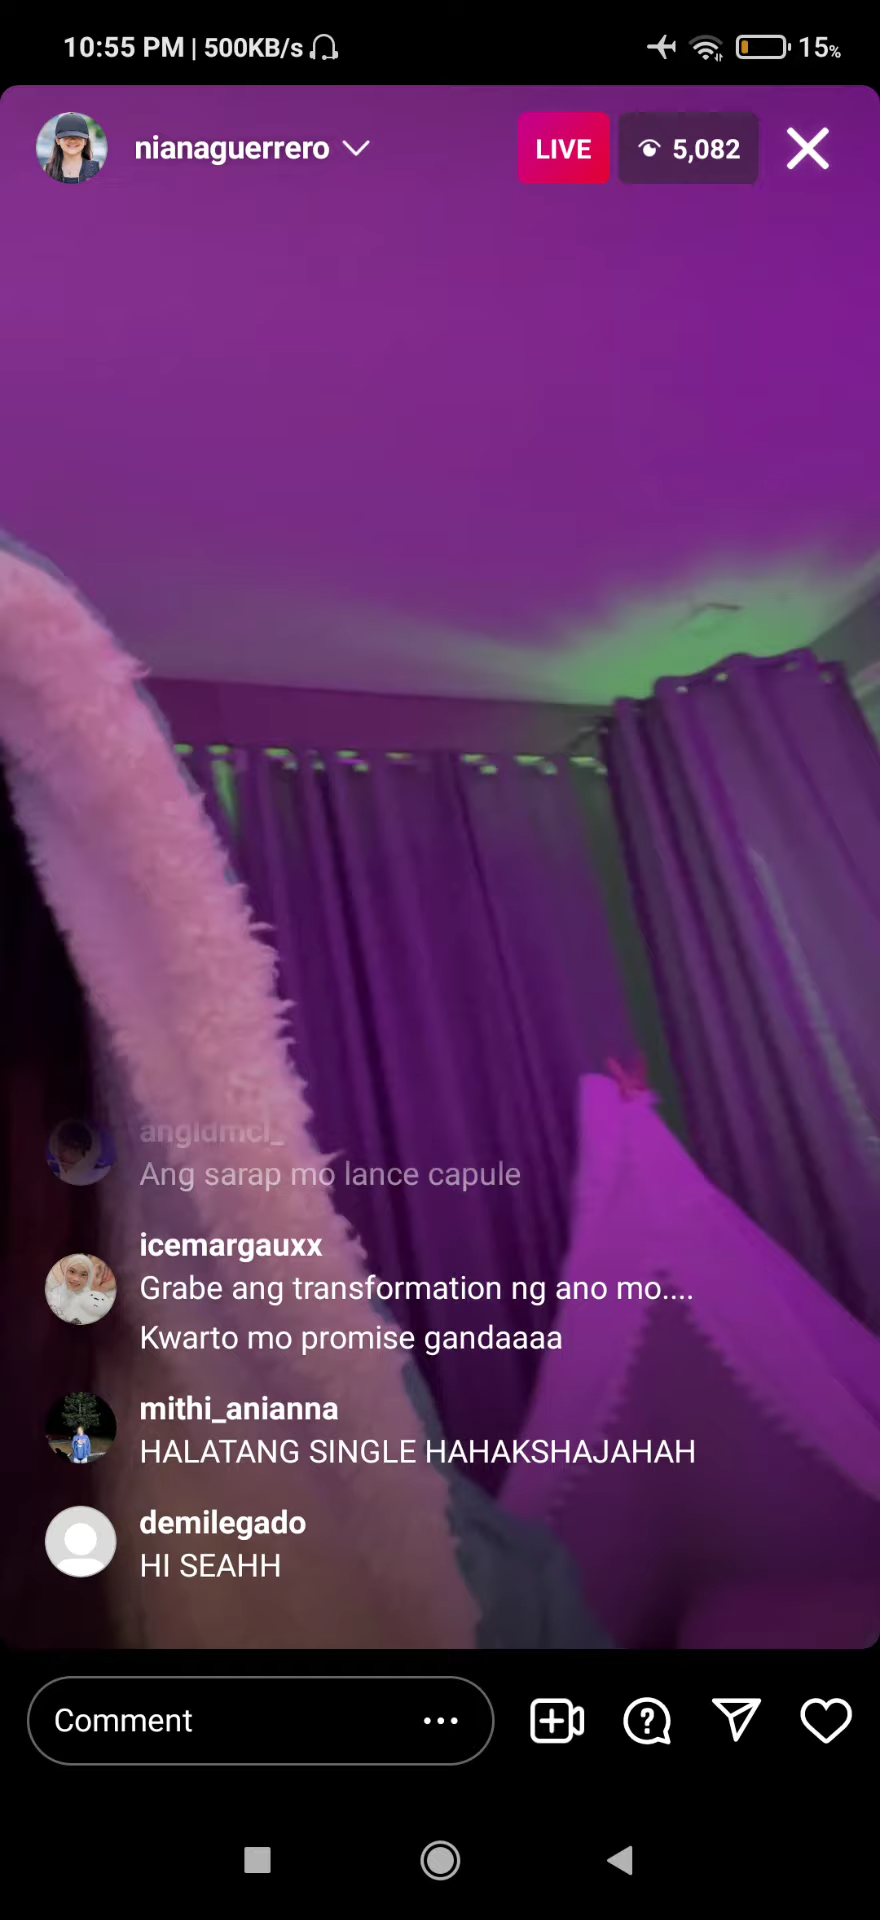 10:55 PM | 500KB/s
15%
nianaguerrero
LIVE
5,082
angldmcl_
Ang sarap mo lance capule
icemargauxx
Grabe ang transformation ng ano mo....
Kwarto mo promise gandaaaa
mithi_anianna
HALATANG SINGLE HAHAKSHAJAHAH
demilegado
HI SEAHH
Comment